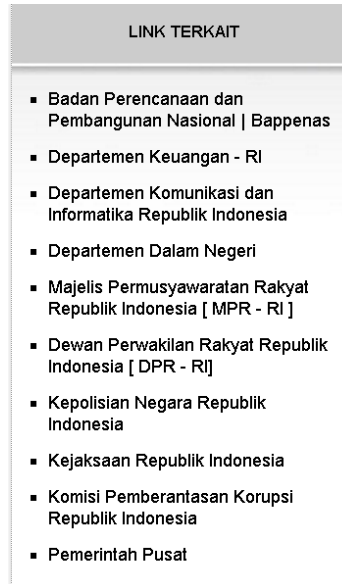 LINK TERKAIT
Badan Perencanaan dan
Pembangunan Nasional | Bappenas
Departemen Keuangan - RI
Departemen Komunikasi dan
Informatika Republik Indonesia
Departemen Dalam Negeri
Majelis Permusyawaratan Rakyat
Republik Indonesia [ MPR - RI ]
Dewan Perwakilan Rakyat Republik
Indonesia [ DPR - RI]
Kepolisian Negara Republik
Indonesia
Kejaksaan Republik Indonesia
Komisi Pemberantasan Korupsi
Republik Indonesia
Pemerintah Pusat